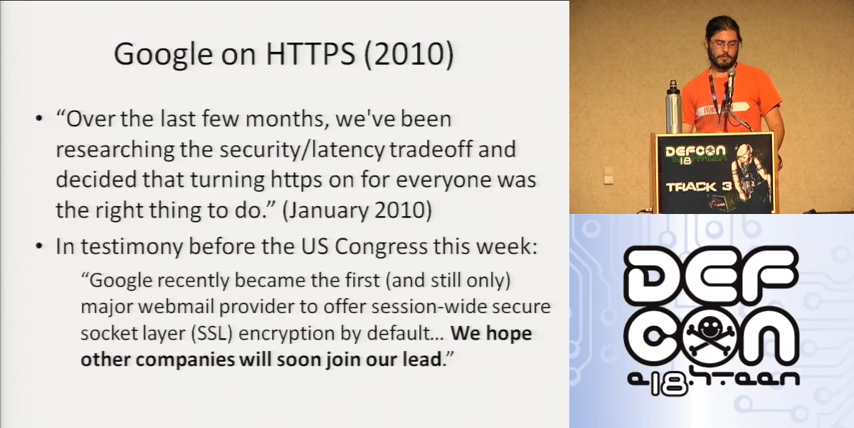 Google on HTTPS (2010)
• “Over the last few months, we've been
researching the security/latency tradeoff and
decided that turning https on for everyone was
the right thing to do.” (January 2010)
• In testimony before the US Congress this week:
“Google recently became the first (and still only)
major webmail provider to offer session-wide secure
socket layer (SSL) encryption by default... We hope
other companies will soon join our lead.”
DEFCON
18
TRACK 3
DEF
CON
e18hteen